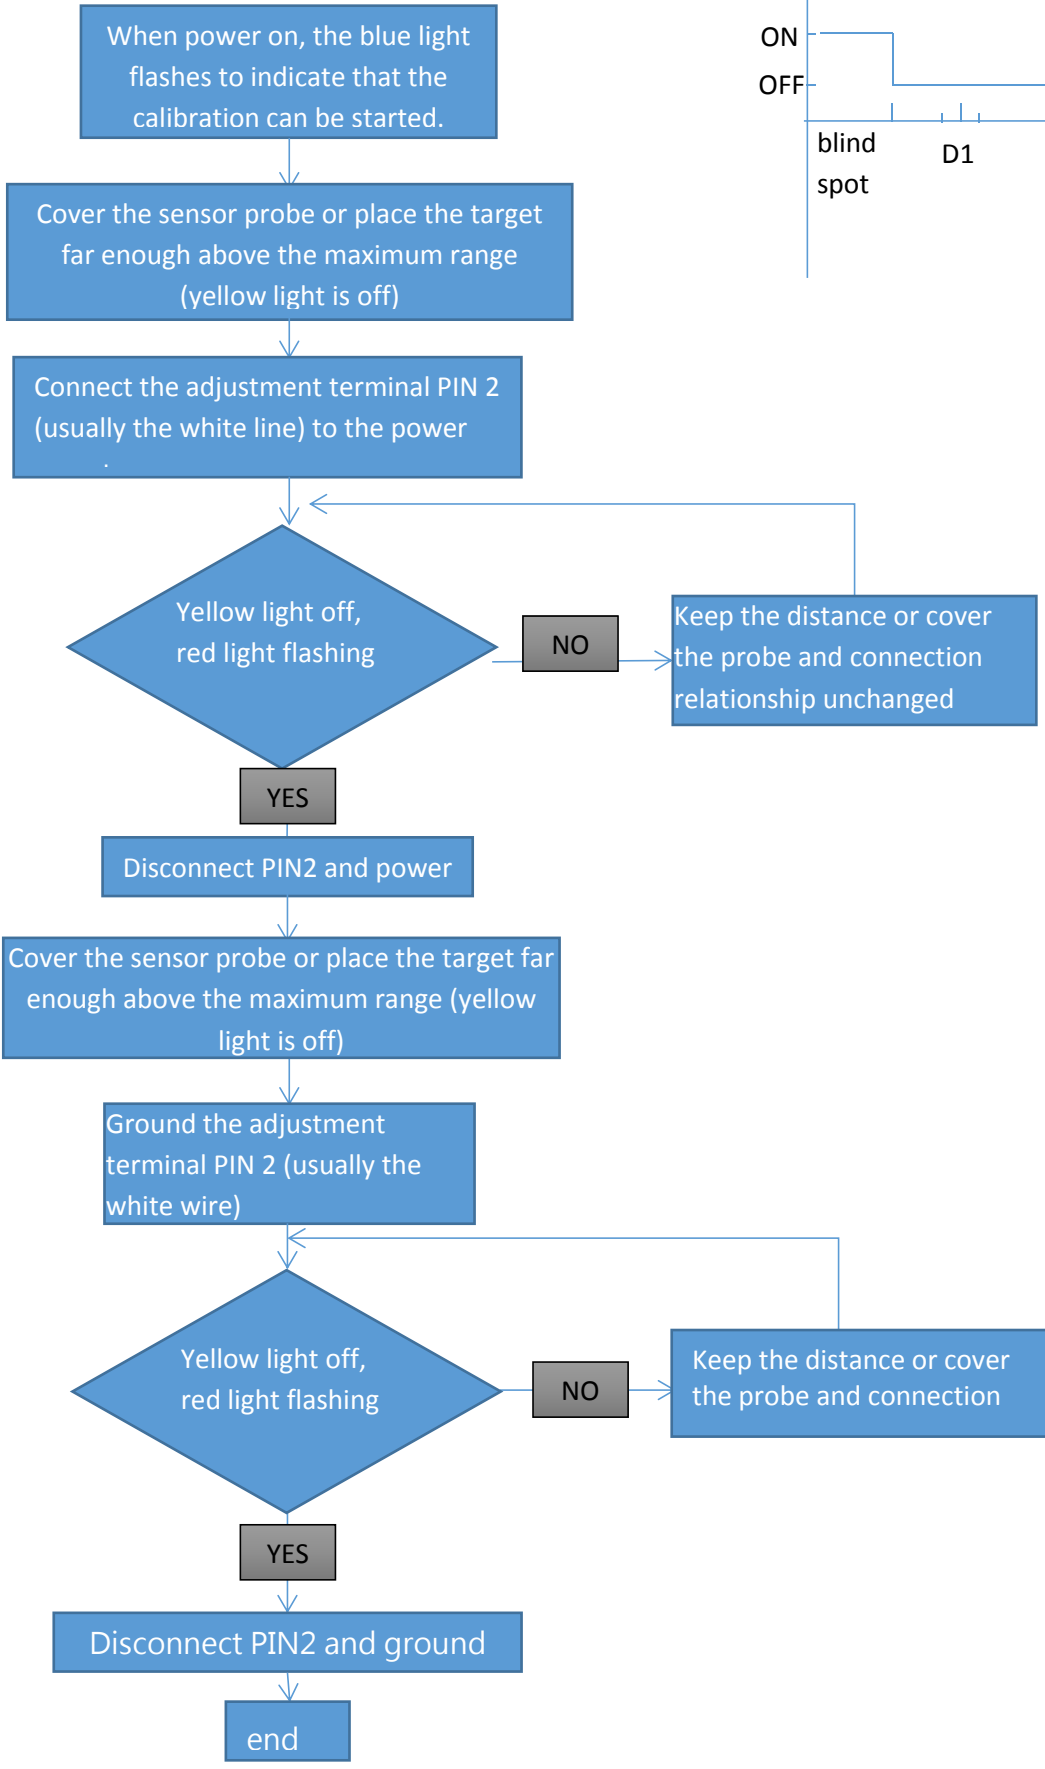 When power on, the blue light
flashes to indicate that the
calibration can be started.
ON
OFF
blind
spot
D1
Cover the sensor probe or place the target
far enough above the maximum range
(yellow light is off)
Connect the adjustment terminal PIN 2
(usually the white line) to the power
.
Yellow light off,
red light flashing
NO
Keep the distance or cover
the probe and connection
relationship unchanged
YES
Disconnect PIN2 and power
Cover the sensor probe or place the target far
enough above the maximum range (yellow
light is off)
Ground the adjustment
terminal PIN 2 (usually the
white wire)
Yellow light off,
red light flashing
NO
Keep the distance or cover
the probe and connection
YES
Disconnect PIN2 and ground
end